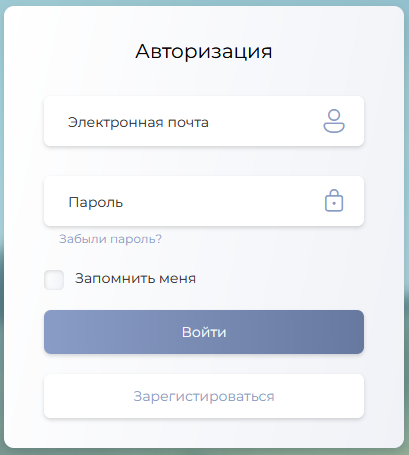 Авторизация
Электронная почта
Пароль
Забыли пароль?
Запомнить меня
Войти
Зарегистироваться